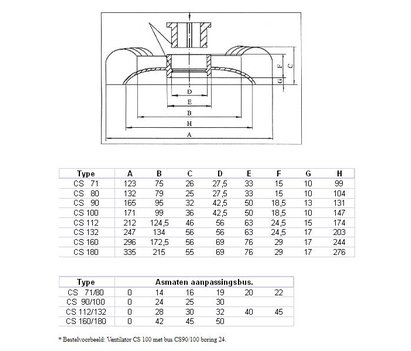 F
C
G
D
E
B
H
A
Type A B C D E F G H
CS 71 123 75 26 27,5 33 15 10 99
CS 80 132 79 25 27,5 33 15 10 104
CS 90 165 95 32 42,5 50 18,5 13 131
CS 100 171 99 36 42,5 50 18,5 10 147
CS 112 212 124,5 46 56 63 24,5 15 174
CS 132 247 134 56 56 63 24,5 17 203
CS 160 296 172,5 56 69 76 29 17 244
CS 180 335 215 55 69 76 29 17 276
Type Asmaten aanpassingsbus.
CS 71/80 0 14 16 19 20 22
CS 90/100 0 24 25 30
CS 112/132 0 28 30 32 40 45
CS 160/180 0 42 45 50
* Bestelvoorbeeld: Ventilator CS 100 met bus CS90/100 boring 24.